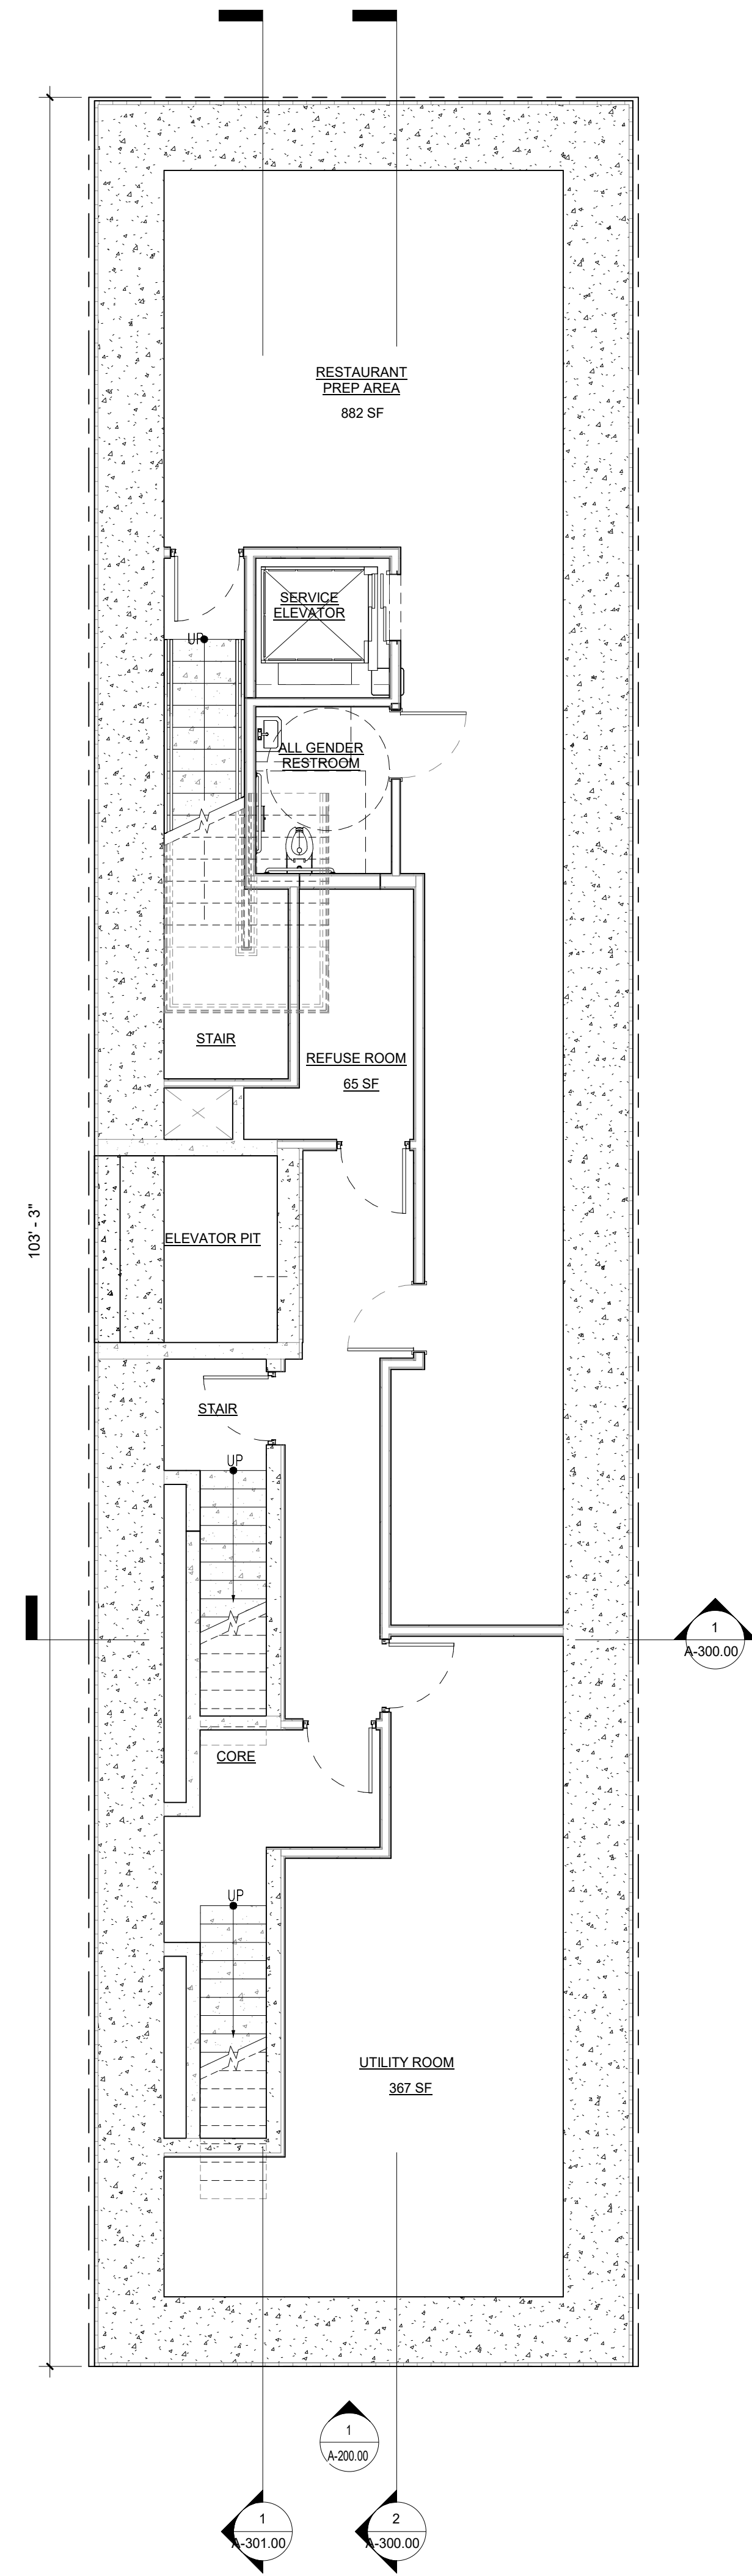 RESTAURANT
PREP AREA
882 SF
SERVICE
ELEVATOR
UP
ALL GENDER
RESTROOM
STAIR
REFUSE ROOM
65 SF
103' - 3"
ELEVATOR PIT
STAIR
UP
1
A-300.00
CORE
UP
UTILITY ROOM
367 SF
1
A-200.00
1
A-301.00
2
A-300.00